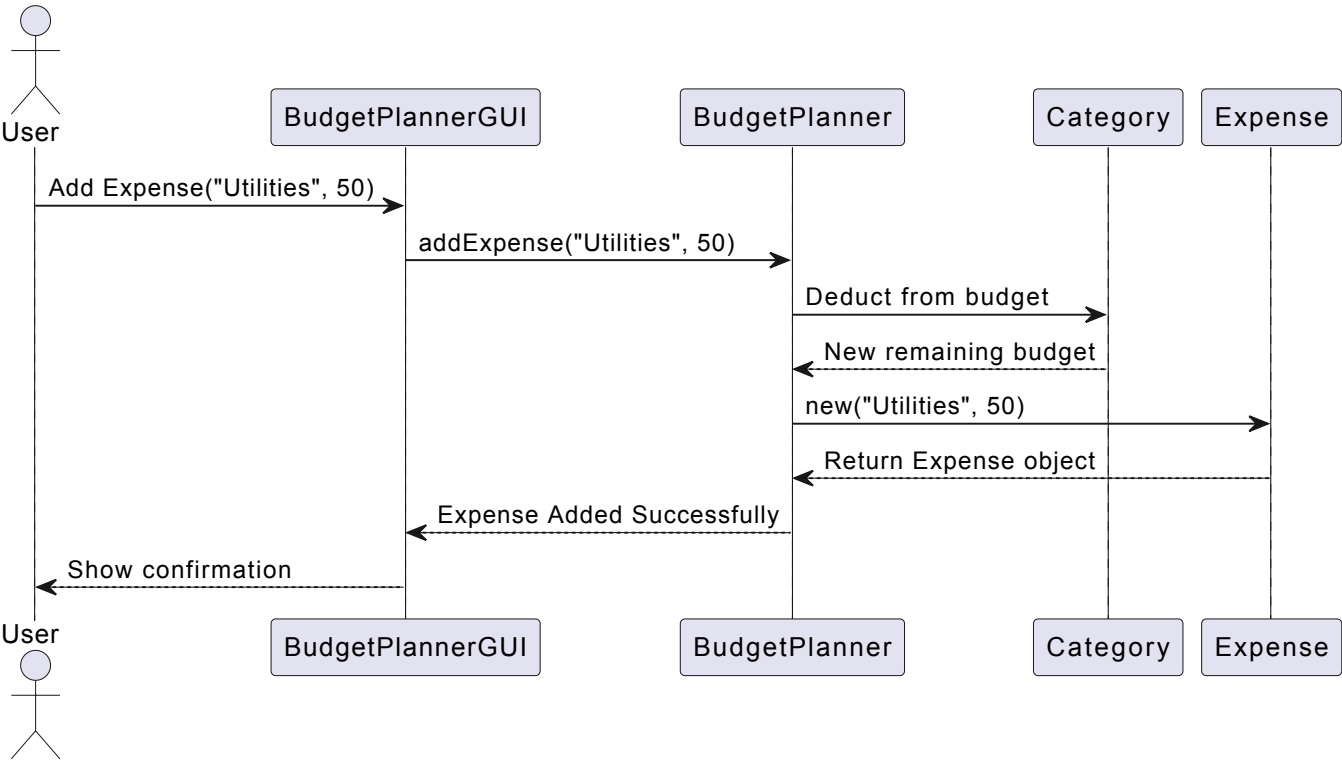 User
BudgetPlannerGUI
BudgetPlanner
Category
Expense
Add Expense("Utilities", 50)
addExpense("Utilities", 50)
Deduct from budget
New remaining budget
new("Utilities", 50)
Return Expense object
Expense Added Successfully
Show confirmation
User
BudgetPlannerGUI
BudgetPlanner
Category
Expense